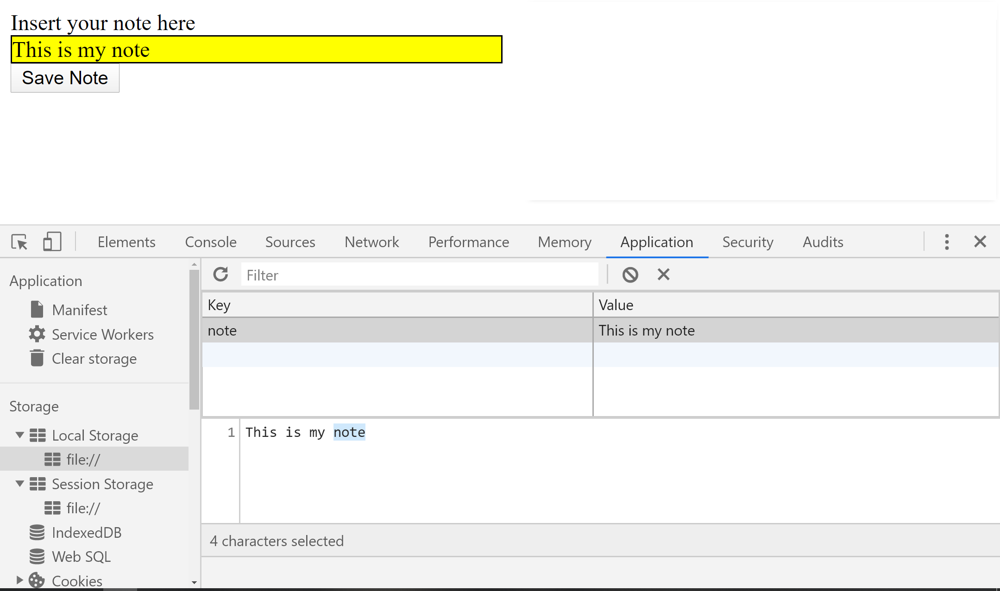 Insert your note here
This is my note
Save Note
Elements Console Sources Network Performance Memory Application Security Audits
Application
Manifest
Service Workers
Clear storage
Storage
Local Storage
file://
Session Storage
file://
IndexedDB
Web SQL
Cookies
Filter
Key Value
note This is my note
1 This is my note
4 characters selected